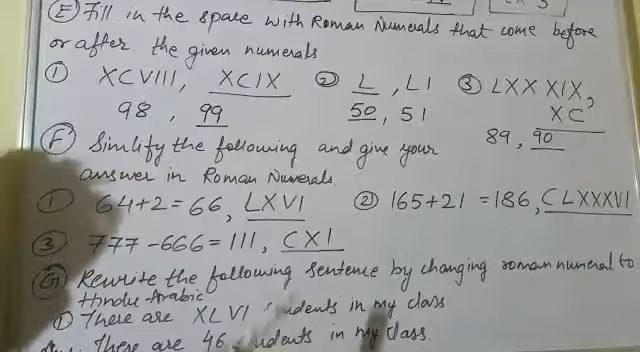 (E) Fill in the space with Roman Numerals that come before
or after the given numerals
① XCVIII, XCIX ② L, LI ③ LXXXIX,
XC
98, 99 50, 51 89, 90
(F) Simlify the following and give your
answer in Roman Numerals.
① 64+2=66, LXVI ② 165+21=186, CLXXXVI
③ 777-666=111, CXI
(G) Rewrite the following sentence by changing roman numeral to
Hindu-Arabic
① There are XLVI in my class
There are 46 in my class.